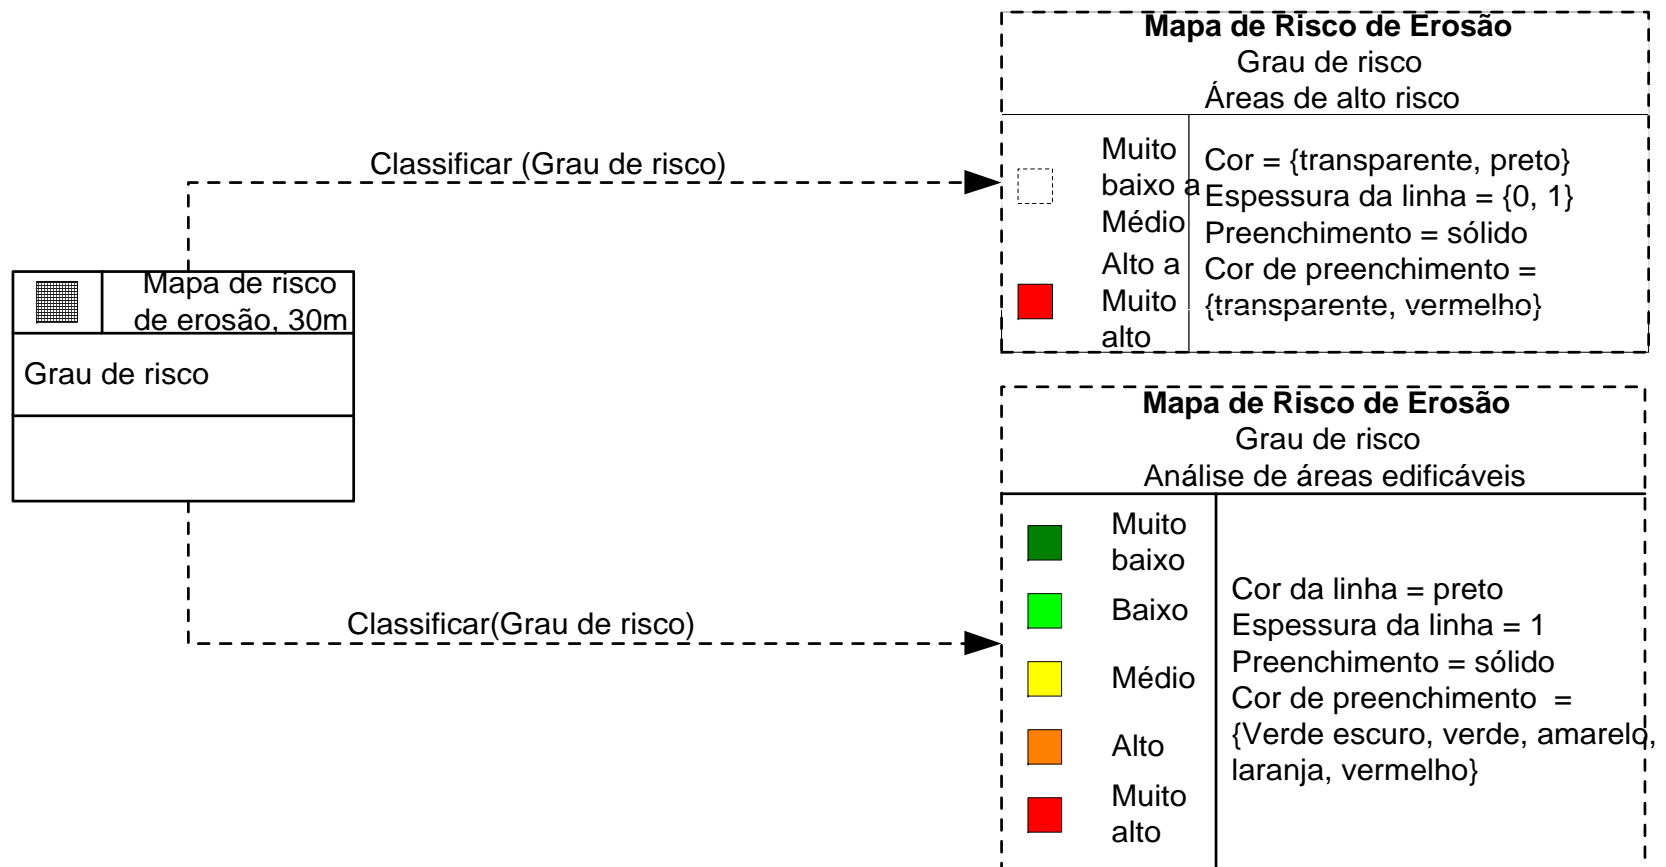 Mapa de Risco de Erosão
Grau de risco
Áreas de alto risco
Classificar (Grau de risco)
Muito
baixo a
Médio
Alto a
Muito
alto
Cor = {transparente, preto}
Espessura da linha = {0, 1}
Preenchimento = sólido
Cor de preenchimento =
{transparente, vermelho}
Mapa de risco
de erosão, 30m
Grau de risco
Mapa de Risco de Erosão
Grau de risco
Análise de áreas edificáveis
Classificar(Grau de risco)
Muito
baixo
Baixo
Médio
Alto
Muito
alto
Cor da linha = preto
Espessura da linha = 1
Preenchimento = sólido
Cor de preenchimento =
{Verde escuro, verde, amarelo,
laranja, vermelho}